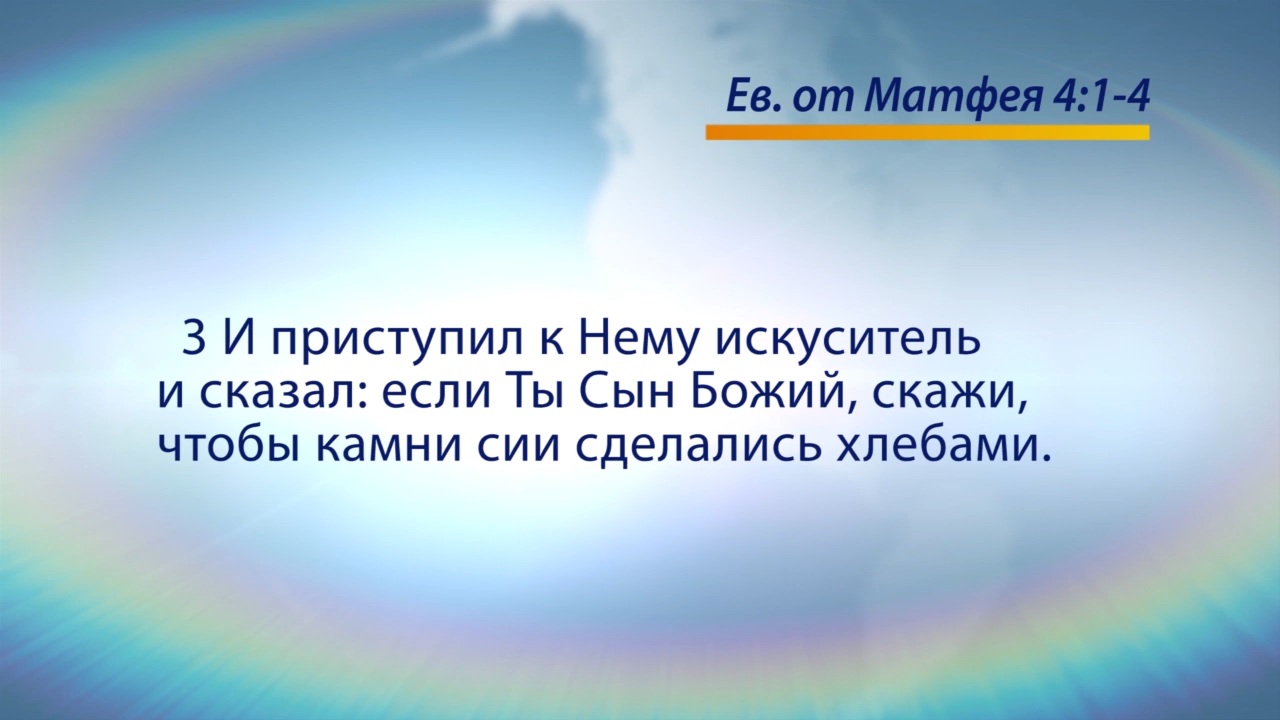 Ев. от Матфея 4:1-4
3 И приступил к Нему искуситель
и сказал: если Ты Сын Божий, скажи,
чтобы камни сии сделались хлебами.